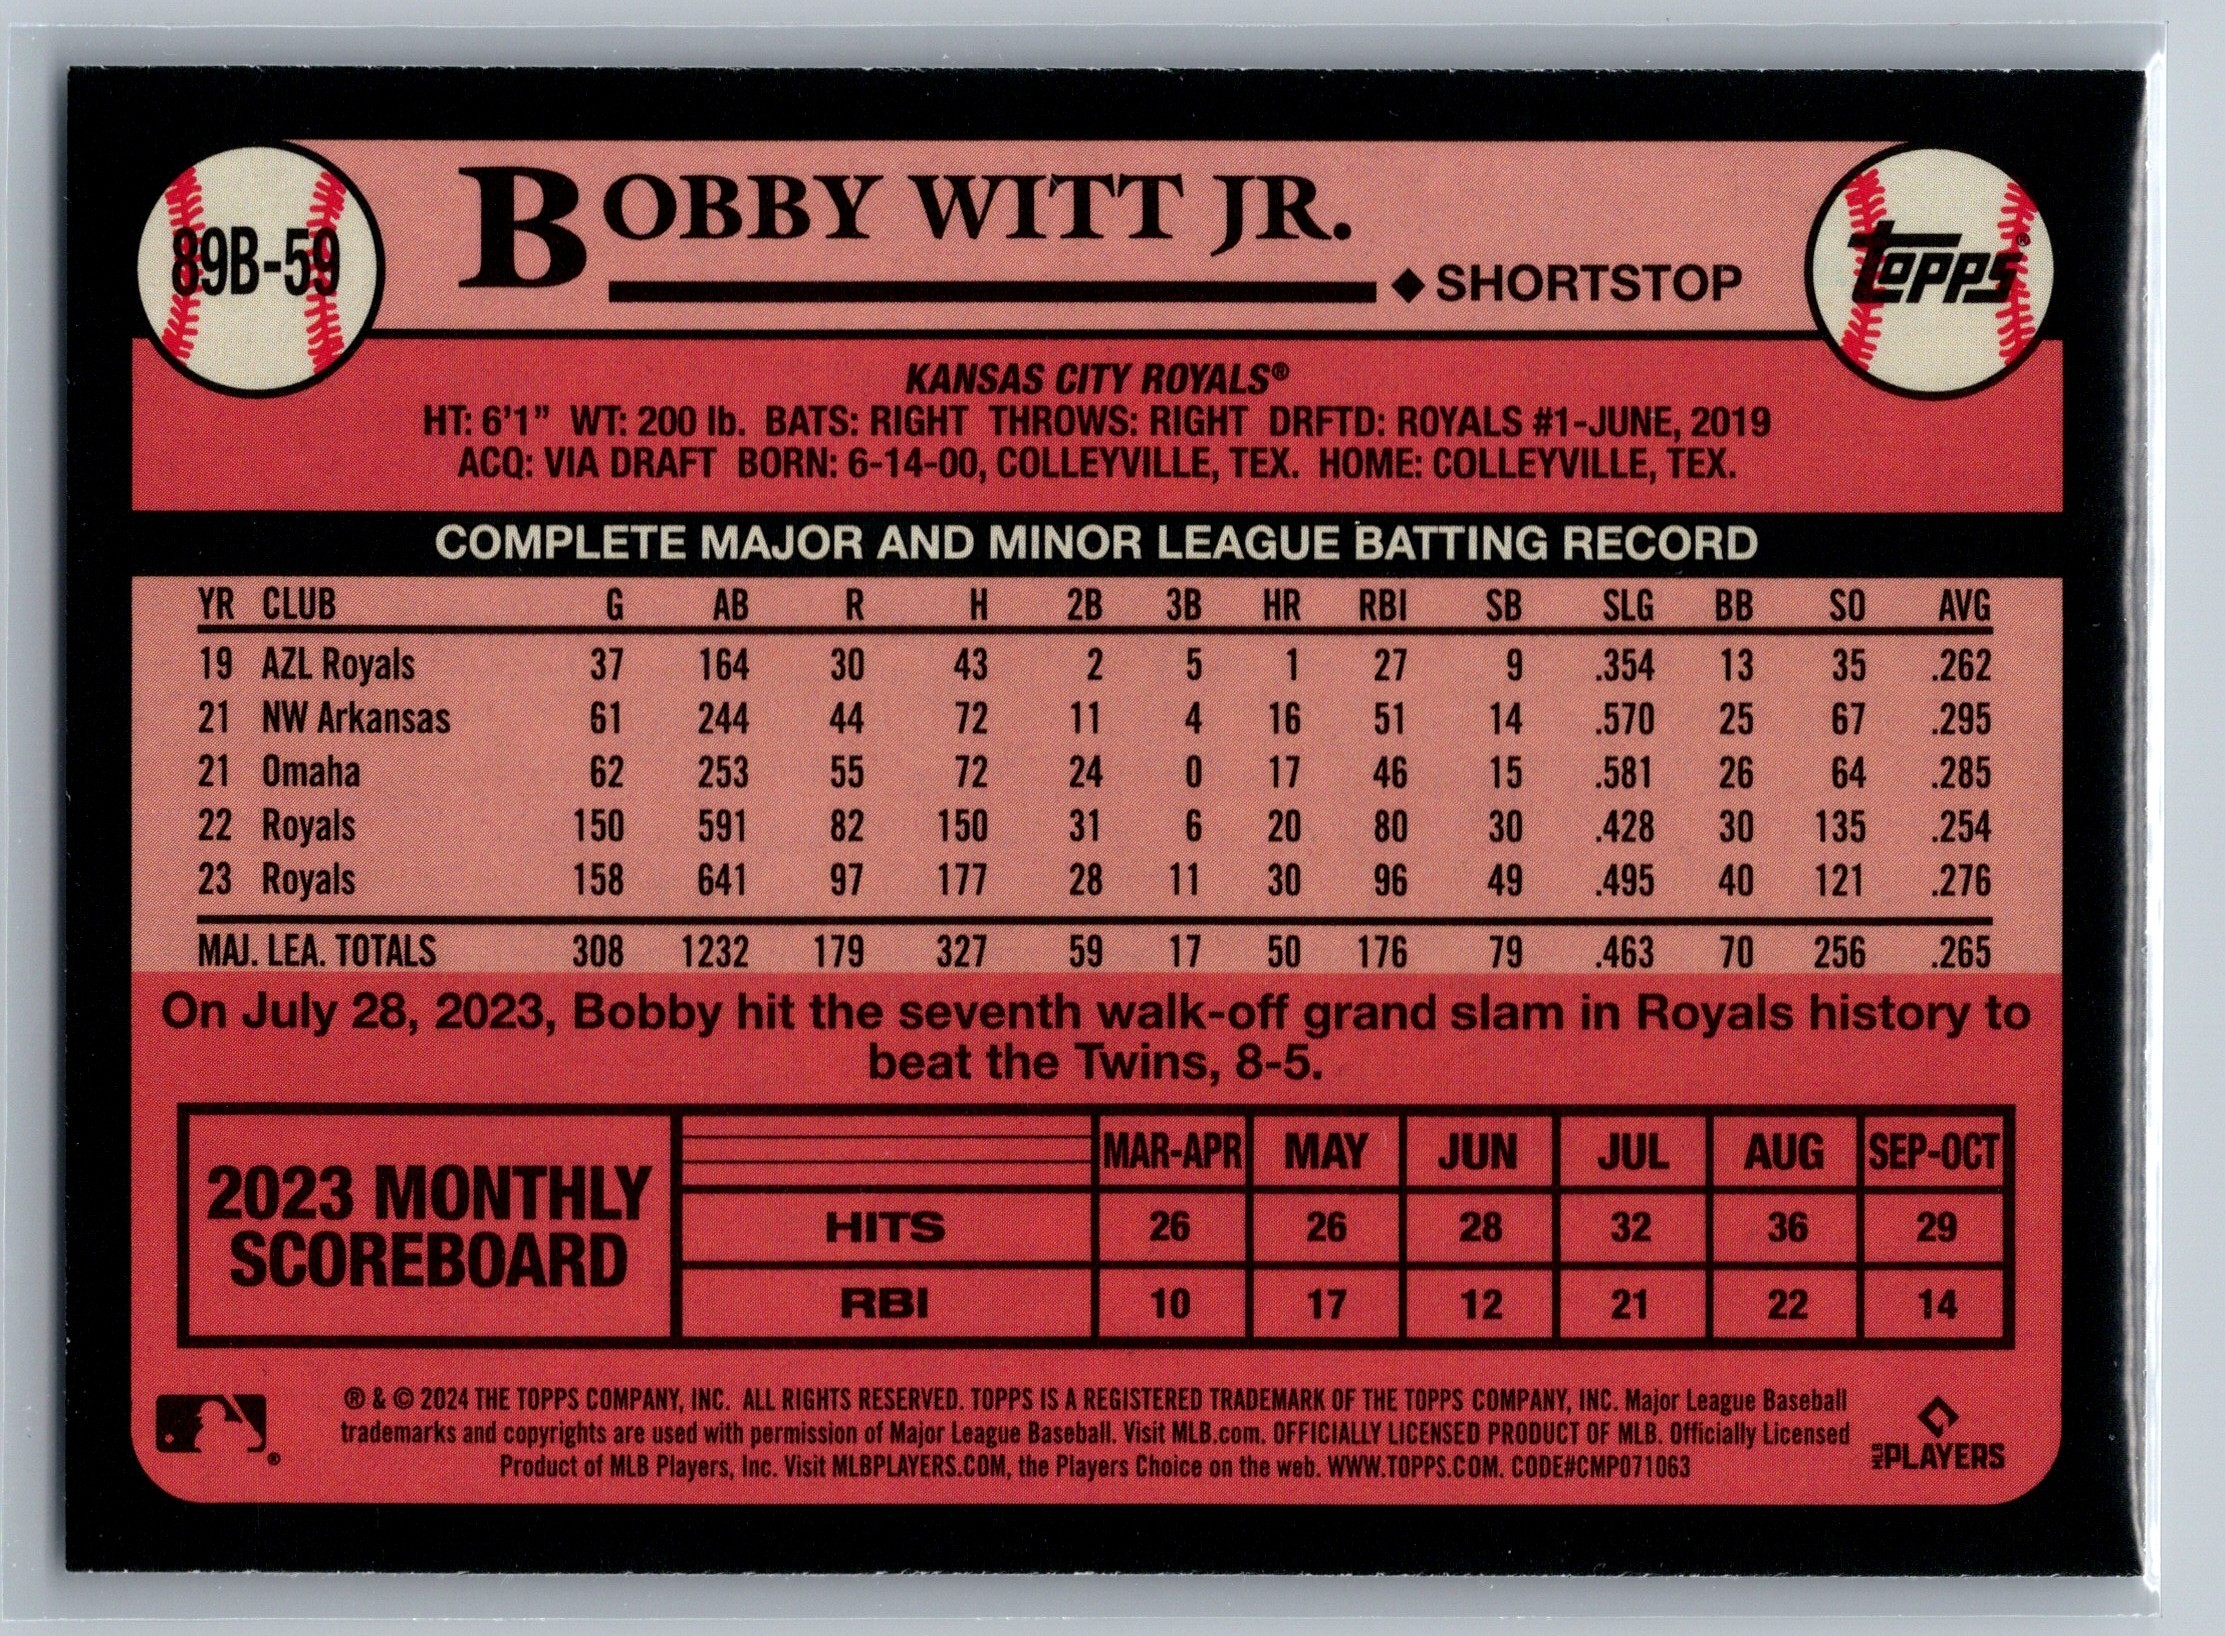 89B-59
BOBBY WITT JR.
◆SHORTSTOP
TOPPS®
KANSAS CITY ROYALS®
HT: 6'1" WT: 200 lb. BATS: RIGHT THROWS: RIGHT DRFTD: ROYALS #1-JUNE, 2019
ACQ: VIA DRAFT BORN: 6-14-00, COLLEYVILLE, TEX. HOME: COLLEYVILLE, TEX.
COMPLETE MAJOR AND MINOR LEAGUE BATTING RECORD
YR CLUB G AB R H 2B 3B HR RBI SB SLG BB SO AVG
19 AZL Royals 37 164 30 43 2 5 1 27 9 .354 13 35 .262
21 NW Arkansas 61 244 44 72 11 4 16 51 14 .570 25 67 .295
21 Omaha 62 253 55 72 24 0 17 46 15 .581 26 64 .285
22 Royals 150 591 82 150 31 6 20 80 30 .428 30 135 .254
23 Royals 158 641 97 177 28 11 30 96 49 .495 40 121 .276
MAJ. LEA. TOTALS 308 1232 179 327 59 17 50 176 79 .463 70 256 .265
On July 28, 2023, Bobby hit the seventh walk-off grand slam in Royals history to
beat the Twins, 8-5.
2023 MONTHLY
SCOREBOARD
MAR-APR MAY JUN JUL AUG SEP-OCT
HITS 26 26 28 32 36 29
RBI 10 17 12 21 22 14
® & © 2024 THE TOPPS COMPANY, INC. ALL RIGHTS RESERVED. TOPPS IS A REGISTERED TRADEMARK OF THE TOPPS COMPANY, INC. Major League Baseball
trademarks and copyrights are used with permission of Major League Baseball. Visit MLB.com. OFFICIALLY LICENSED PRODUCT OF MLB. Officially Licensed
Product of MLB Players, Inc. Visit MLBPLAYERS.COM, the Players Choice on the web. WWW.TOPPS.COM. CODE#CMP071063
®
MLB PLAYERS